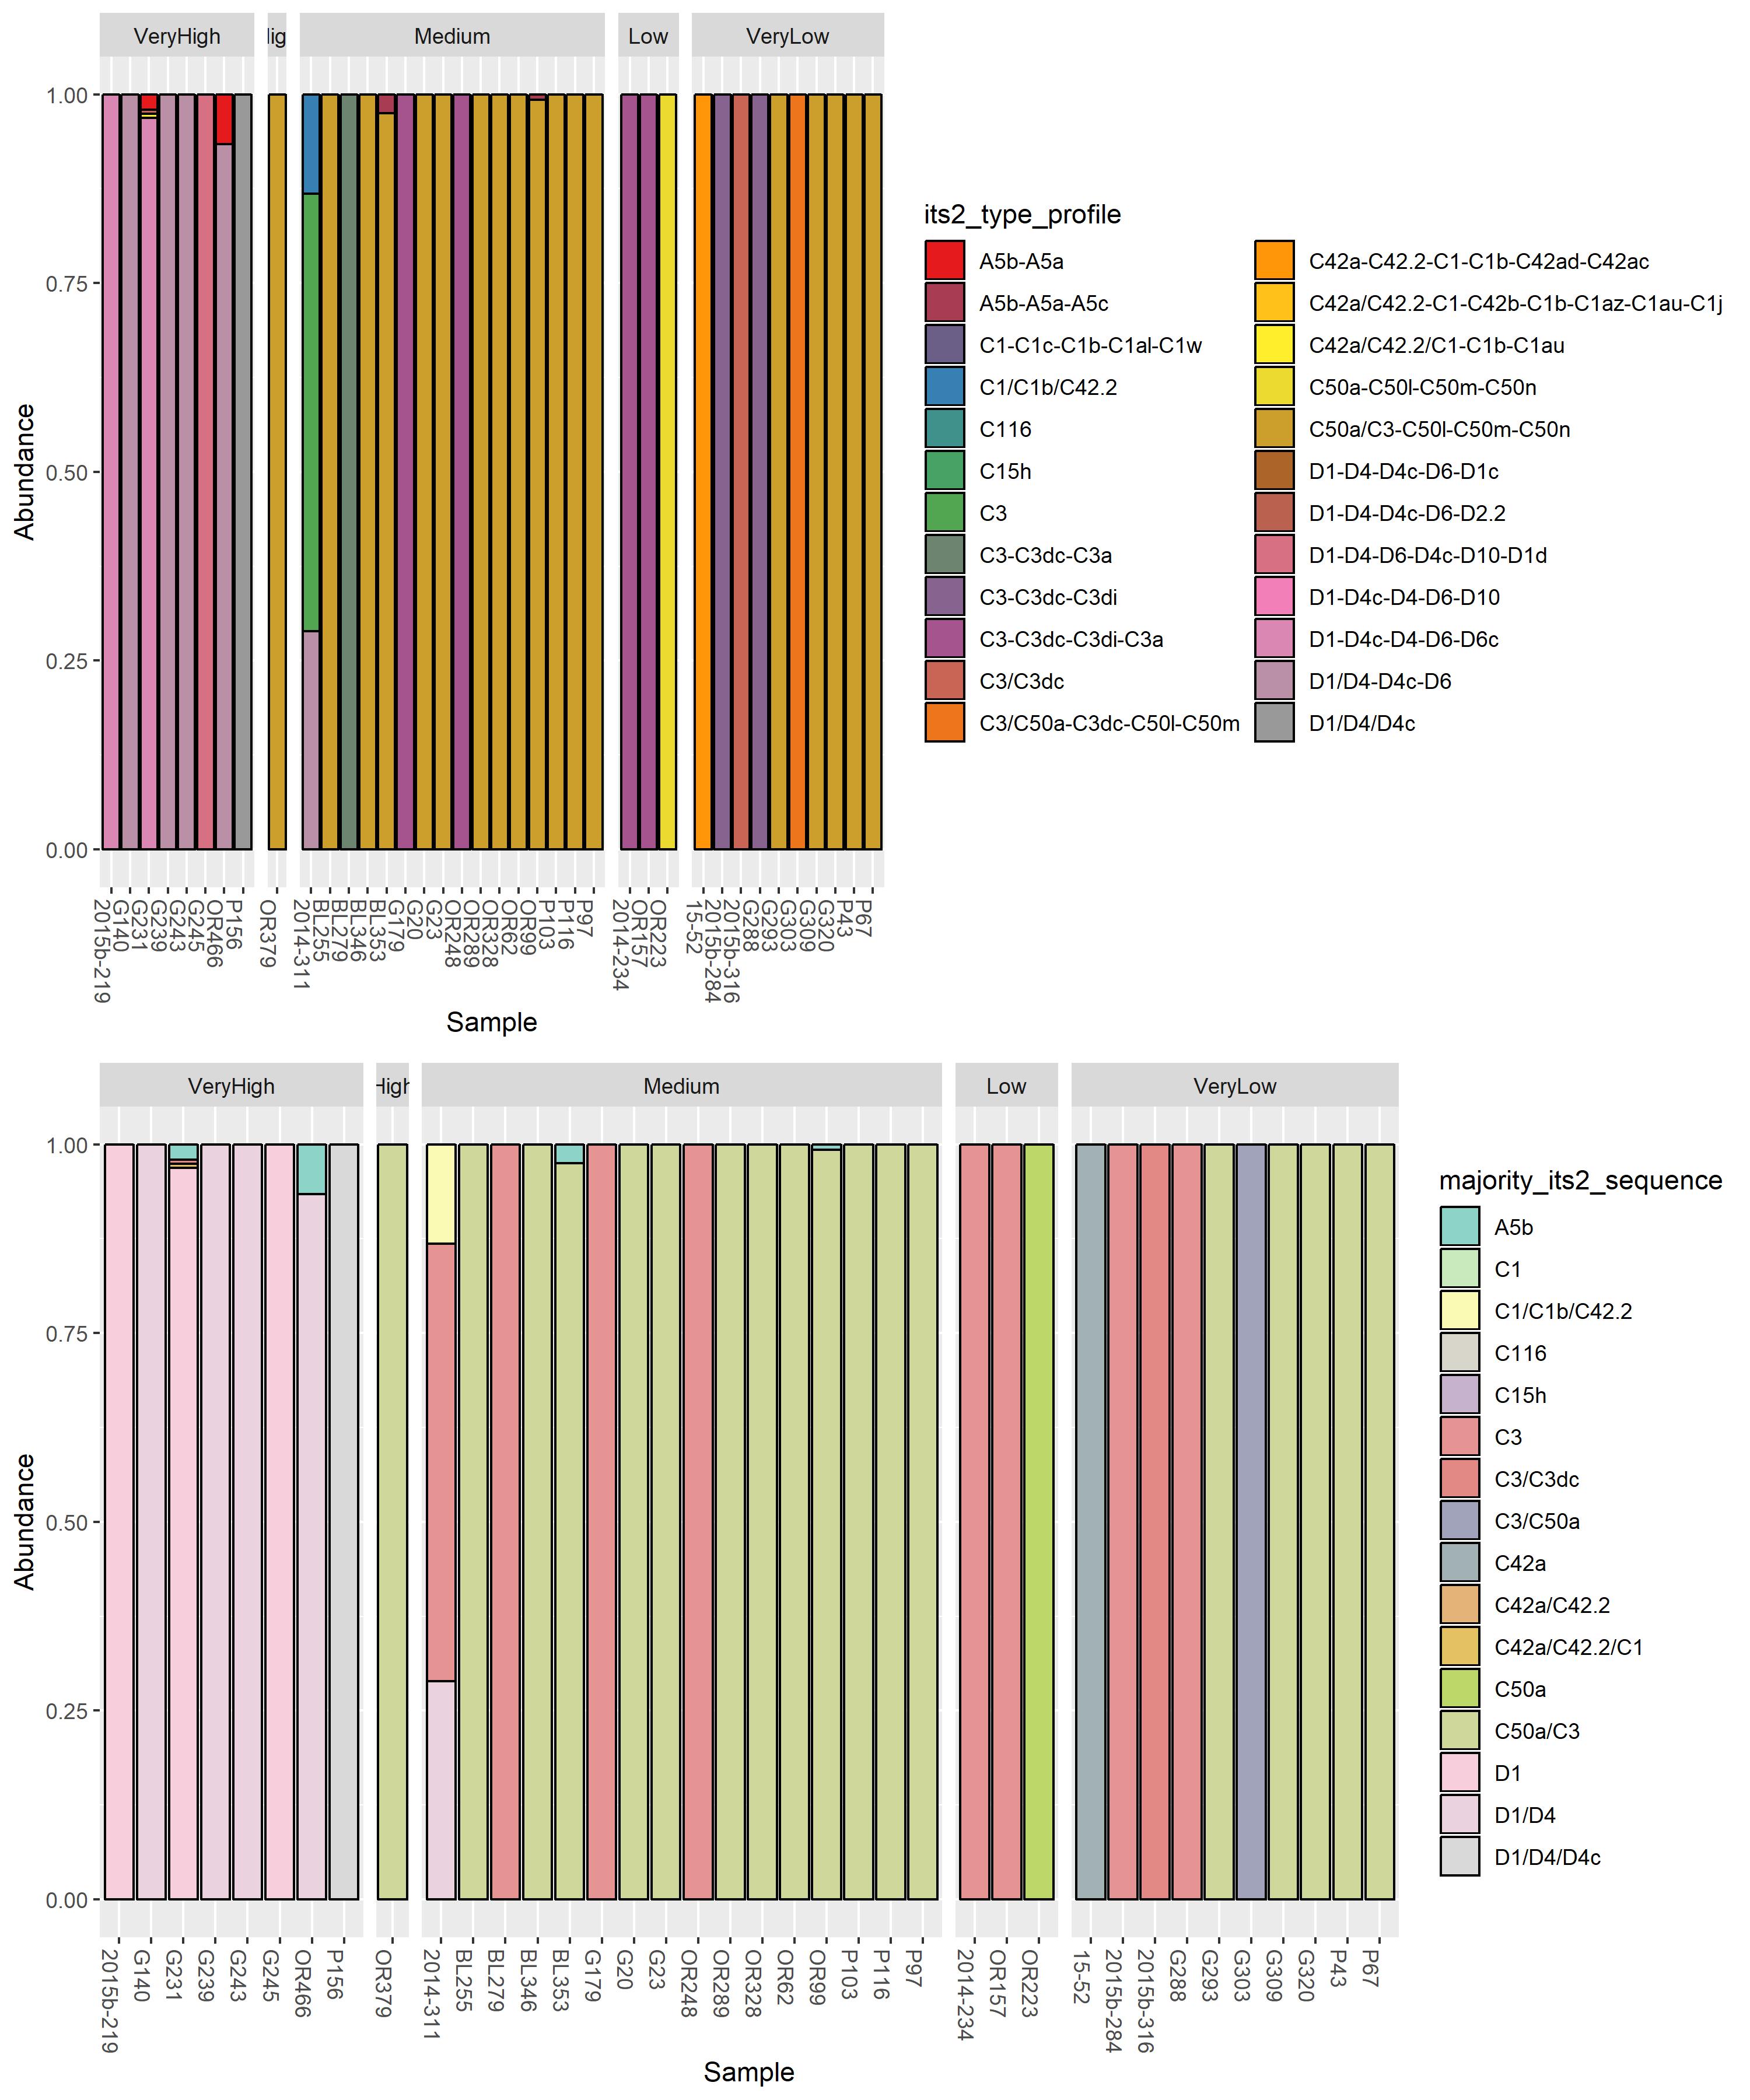 VeryHigh
Hig
Medium
Low
VeryLow
1.00
0.75
0.50
0.25
0.00
Abundance
2015b-219
G140
G231
G239
G243
G245
OR466
P156
OR379
2014-311
BL255
BL279
BL346
BL353
G179
G20
G23
OR248
OR289
OR328
OR62
OR99
P103
P116
P97
2014-234
OR157
OR223
15-52
2015b-284
2015b-316
G288
G293
G303
G309
G320
P43
P67
Sample
its2_type_profile
A5b-A5a
A5b-A5a-A5c
C1-C1c-C1b-C1al-C1w
C1/C1b/C42.2
C116
C15h
C3
C3-C3dc-C3a
C3-C3dc-C3di
C3-C3dc-C3di-C3a
C3/C3dc
C3/C50a-C3dc-C50l-C50m
C42a-C42.2-C1-C1b-C42ad-C42ac
C42a/C42.2-C1-C42b-C1b-C1az-C1au-C1j
C42a/C42.2/C1-C1b-C1au
C50a-C50l-C50m-C50n
C50a/C3-C50l-C50m-C50n
D1-D4-D4c-D6-D1c
D1-D4-D4c-D6-D2.2
D1-D4-D6-D4c-D10-D1d
D1-D4c-D4-D6-D10
D1-D4c-D4-D6-D6c
D1/D4-D4c-D6
D1/D4/D4c
VeryHigh
High
Medium
Low
VeryLow
1.00
0.75
0.50
0.25
0.00
Abundance
2015b-219
G140
G231
G239
G243
G245
OR466
P156
OR379
2014-311
BL255
BL279
BL346
BL353
G179
G20
G23
OR248
OR289
OR328
OR62
OR99
P103
P116
P97
2014-234
OR157
OR223
15-52
2015b-284
2015b-316
G288
G293
G303
G309
G320
P43
P67
Sample
majority_its2_sequence
A5b
C1
C1/C1b/C42.2
C116
C15h
C3
C3/C3dc
C3/C50a
C42a
C42a/C42.2
C42a/C42.2/C1
C50a
C50a/C3
D1
D1/D4
D1/D4/D4c